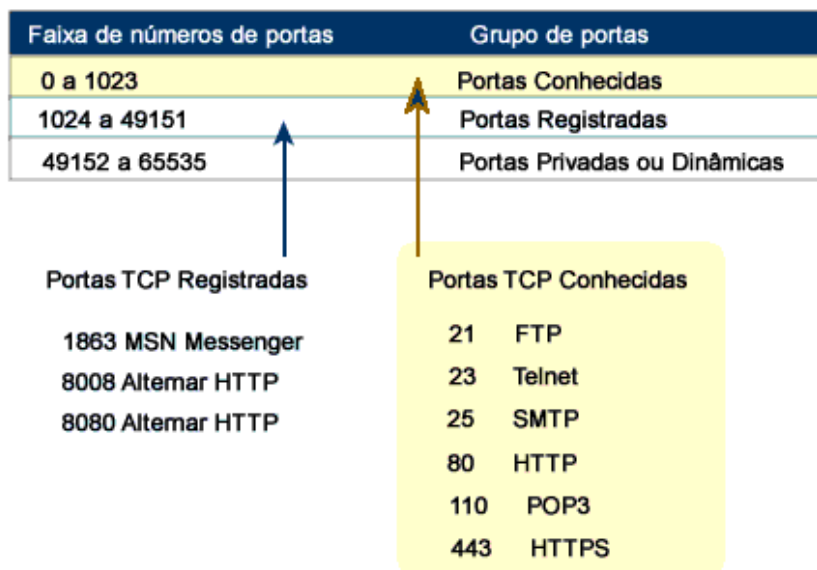 Faixa de números de portas Grupo de portas
0 a 1023 Portas Conhecidas
1024 a 49151 Portas Registradas
49152 a 65535 Portas Privadas ou Dinâmicas
Portas TCP Registradas
1863 MSN Messenger
8008 Alternar HTTP
8080 Alternar HTTP
Portas TCP Conhecidas
21 FTP
23 Telnet
25 SMTP
80 HTTP
110 POP3
443 HTTPS